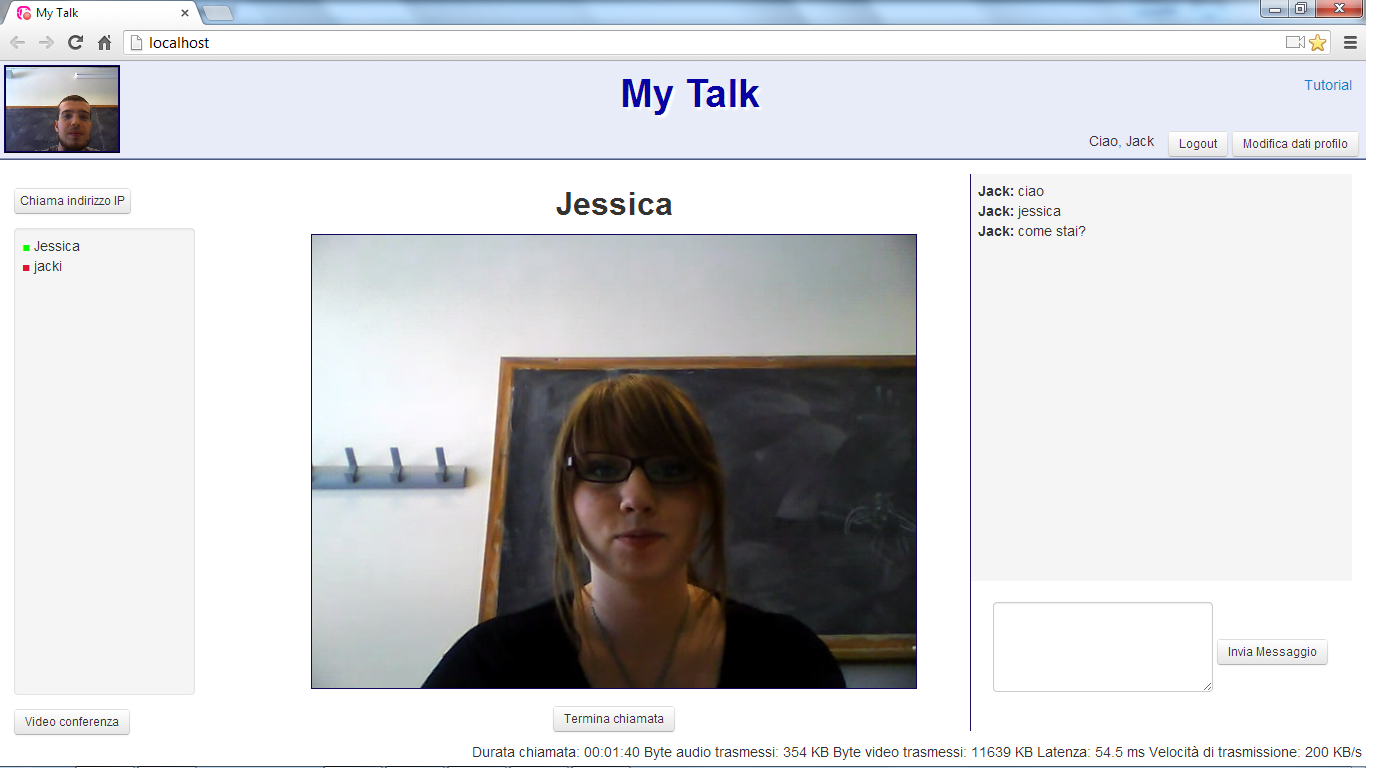 My Talk
localhost
My Talk
Tutorial
Ciao, Jack
Logout
Modifica dati profilo
Chiama indirizzo IP
Jessica
jacki
Video conferenza
Jessica
Termina chiamata
Jack: ciao
Jack: jessica
Jack: come stai?
Invia Messaggio
Durata chiamata: 00:01:40 Byte audio trasmessi: 354 KB Byte video trasmessi: 11639 KB Latenza: 54.5 ms Velocità di trasmissione: 200 KB/s